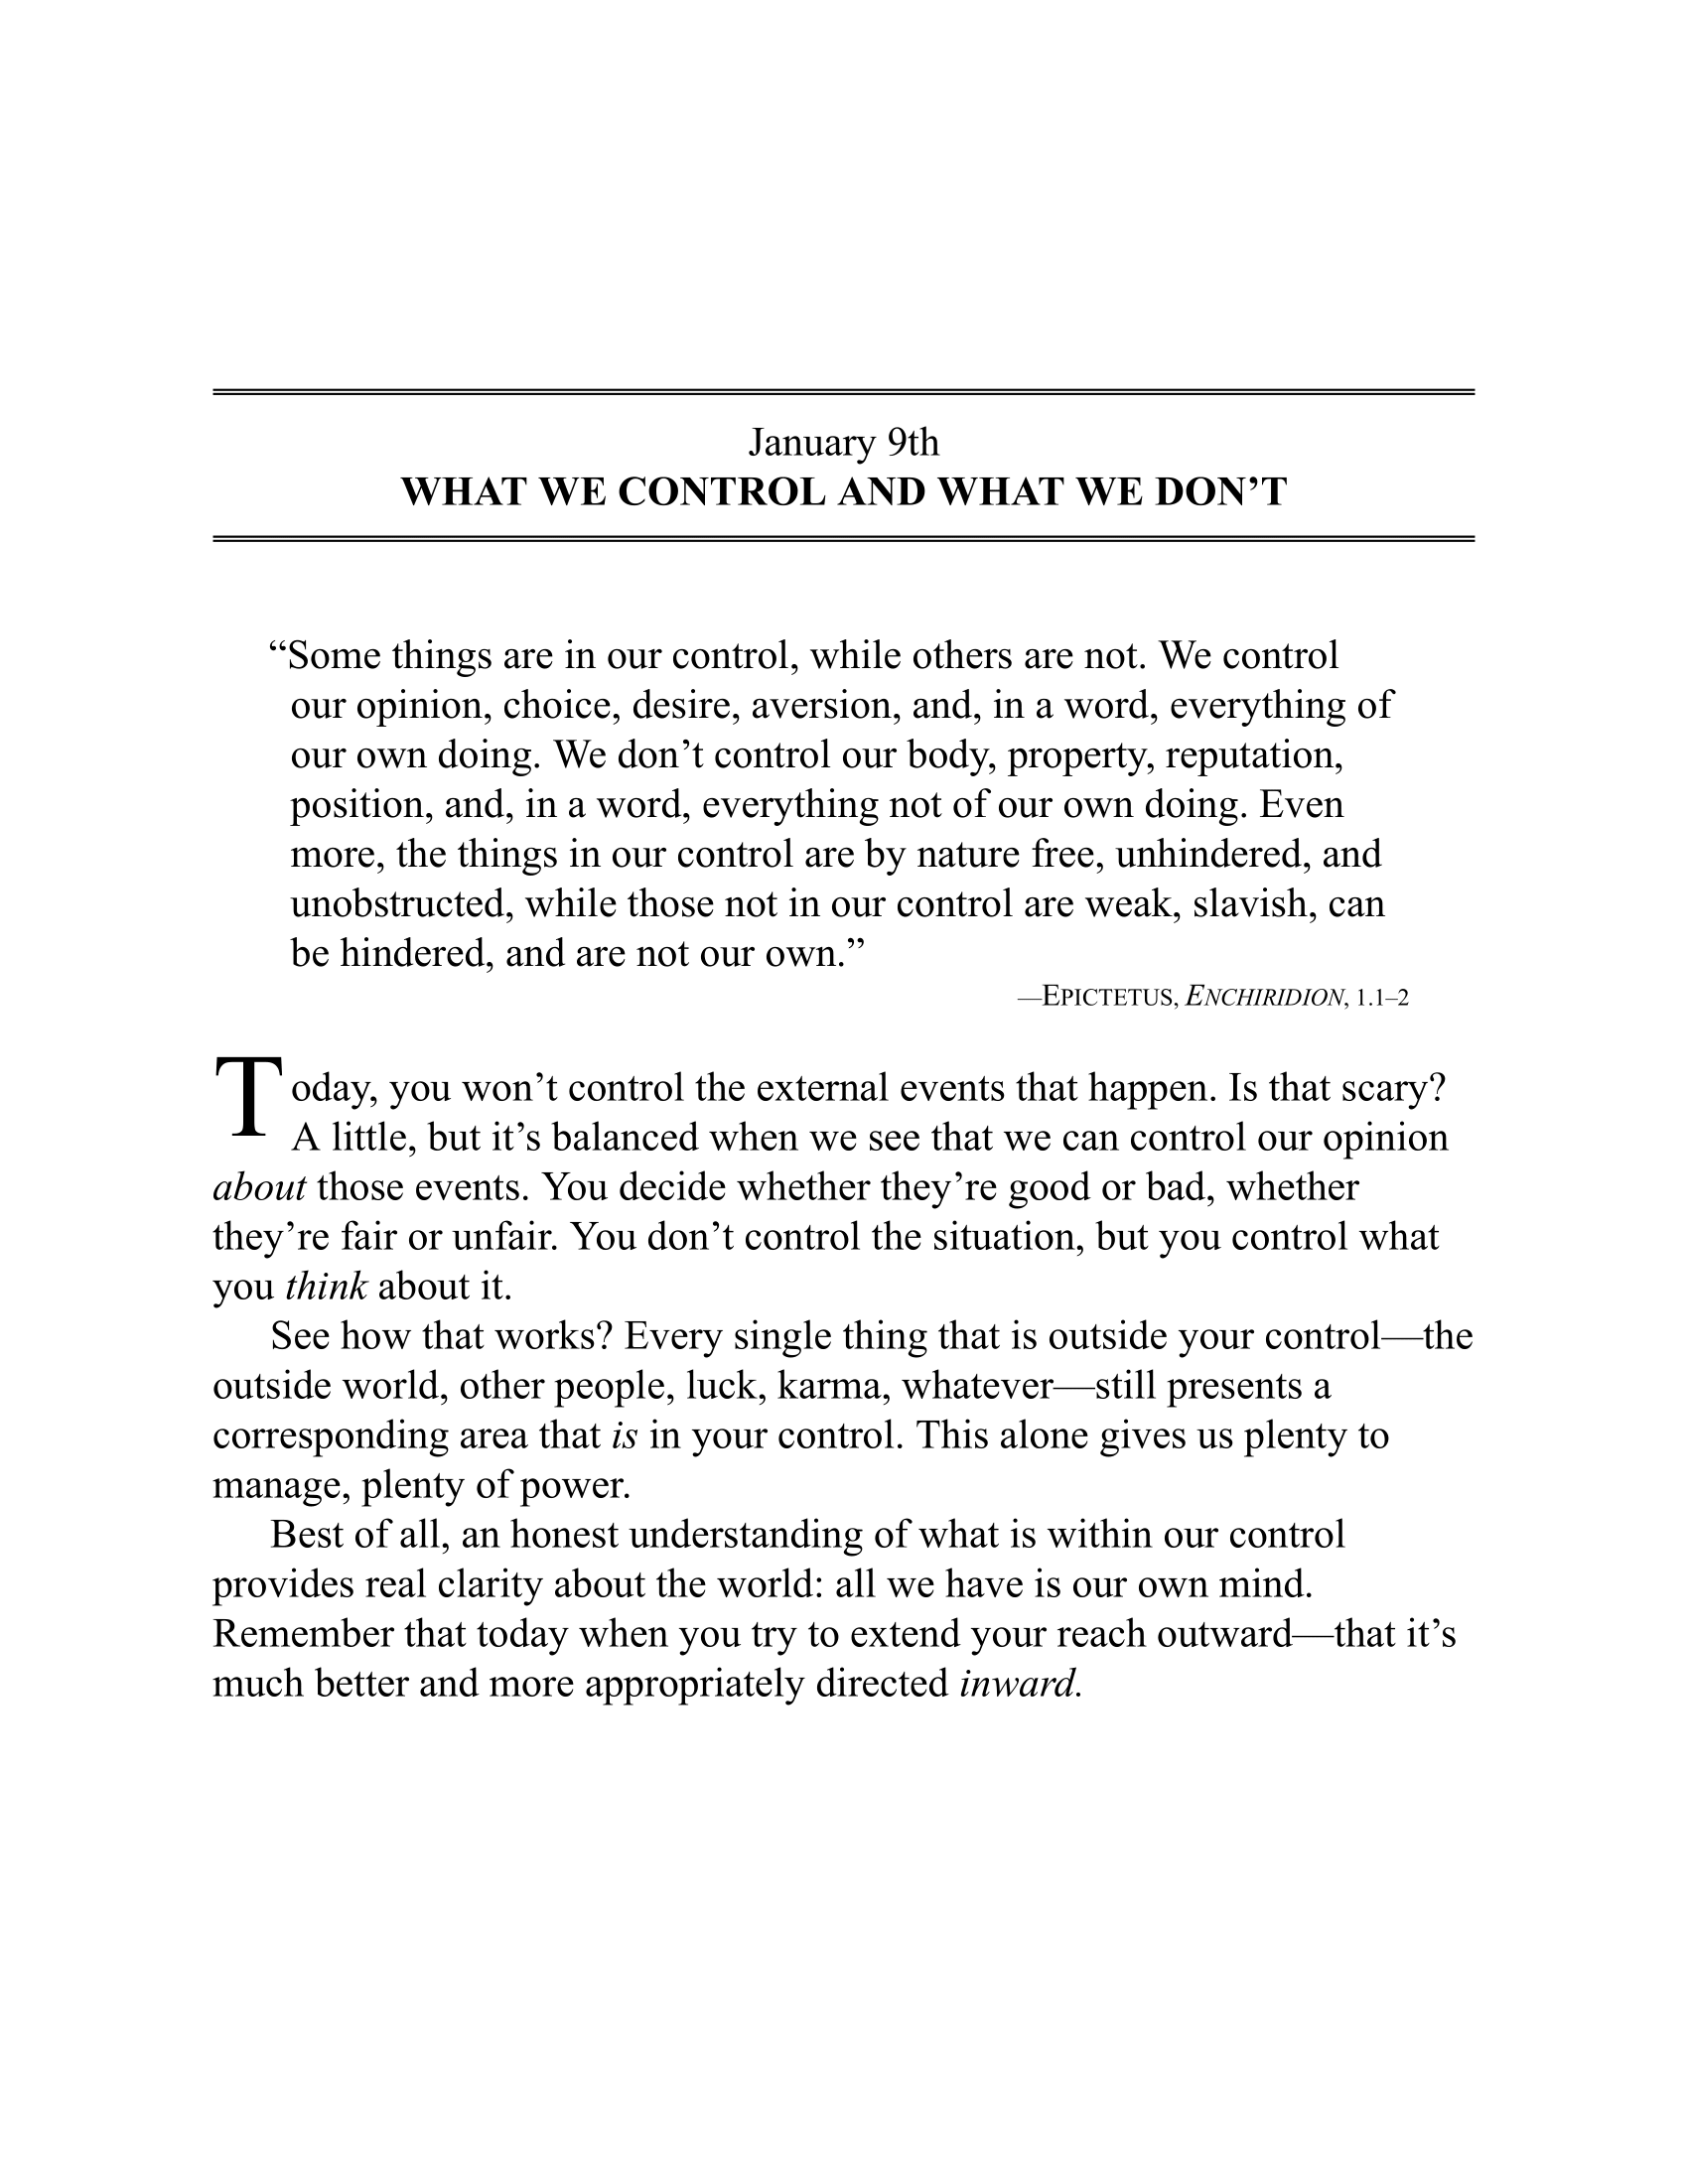 January 9th
WHAT WE CONTROL AND WHAT WE DON’T
“Some things are in our control, while others are not. We control
our opinion, choice, desire, aversion, and, in a word, everything of
our own doing. We don’t control our body, property, reputation,
position, and, in a word, everything not of our own doing. Even
more, the things in our control are by nature free, unhindered, and
unobstructed, while those not in our control are weak, slavish, can
be hindered, and are not our own.”
—EPICTETUS, ENCHIRIDION, 1.1–2
Today, you won’t control the external events that happen. Is that scary?
A little, but it’s balanced when we see that we can control our opinion
about those events. You decide whether they’re good or bad, whether
they’re fair or unfair. You don’t control the situation, but you control what
you think about it.
See how that works? Every single thing that is outside your control—the
outside world, other people, luck, karma, whatever—still presents a
corresponding area that is in your control. This alone gives us plenty to
manage, plenty of power.
Best of all, an honest understanding of what is within our control
provides real clarity about the world: all we have is our own mind.
Remember that today when you try to extend your reach outward—that it’s
much better and more appropriately directed inward.